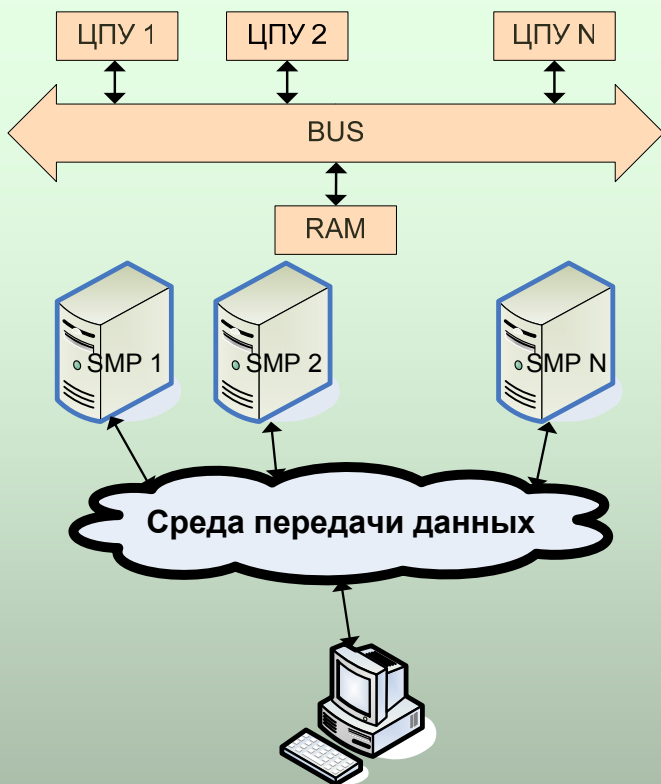 ЦПУ 1 ЦПУ 2 ЦПУ N
BUS
RAM
SMP 1 SMP 2 SMP N
Среда передачи данных